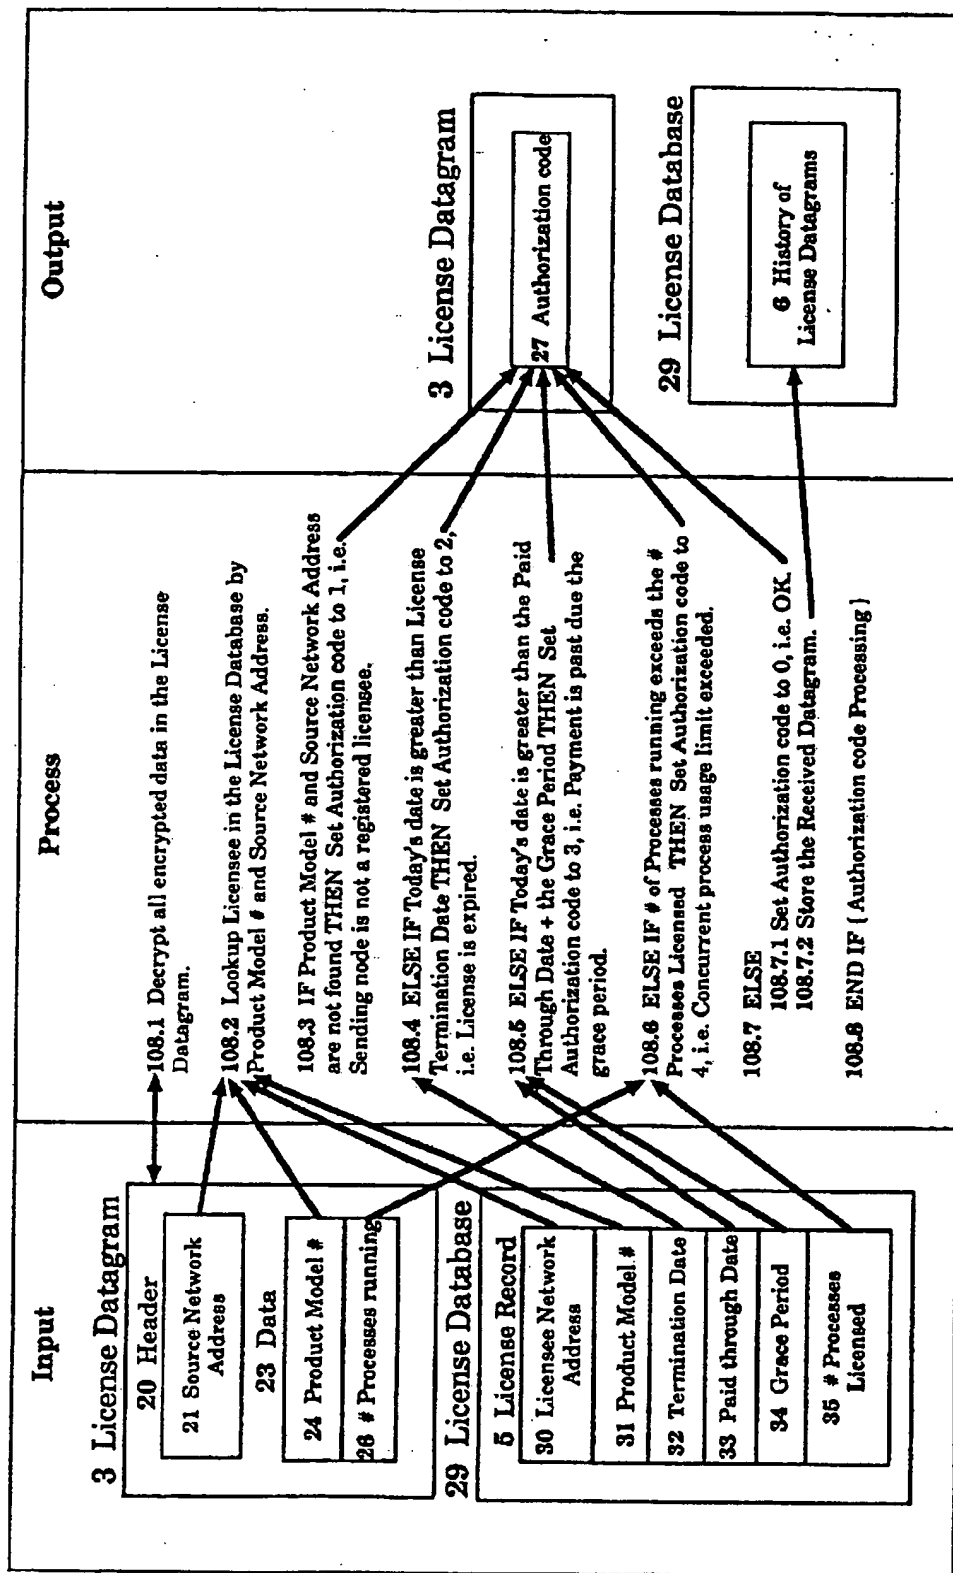 Input
3 License Datagram
20 Header
21 Source Network
Address
23 Data
24 Product Model #
26 # Processes running
29 License Database
5 License Record
30 Licensee Network
Address
31 Product Model #
32 Termination Date
33 Paid through Date
34 Grace Period
35 # Processes
Licensed
Process
108.1 Decrypt all encrypted data in the License
Datagram.
108.2 Lookup Licensee in the License Database by
Product Model # and Source Network Address.
108.3 IF Product Model # and Source Network Address
are not found THEN Set Authorization code to 1, i.e.
Sending node is not a registered licensee.
108.4 ELSE IF Today's date is greater than License
Termination Date THEN Set Authorization code to 2,
i.e. License is expired.
108.5 ELSE IF Today's date is greater than the Paid
Through Date + the Grace Period THEN Set
Authorization code to 3, i.e. Payment is past due the
grace period.
108.6 ELSE IF # of Processes running exceeds the #
Processes Licensed THEN Set Authorization code to
4, i.e. Concurrent process usage limit exceeded.
108.7 ELSE
108.7.1 Set Authorization code to 0, i.e. OK.
108.7.2 Store the Received Datagram.
108.8 END IF { Authorization code Processing }
Output
3 License Datagram
27 Authorization code
29 License Database
6 History of
License Datagrams